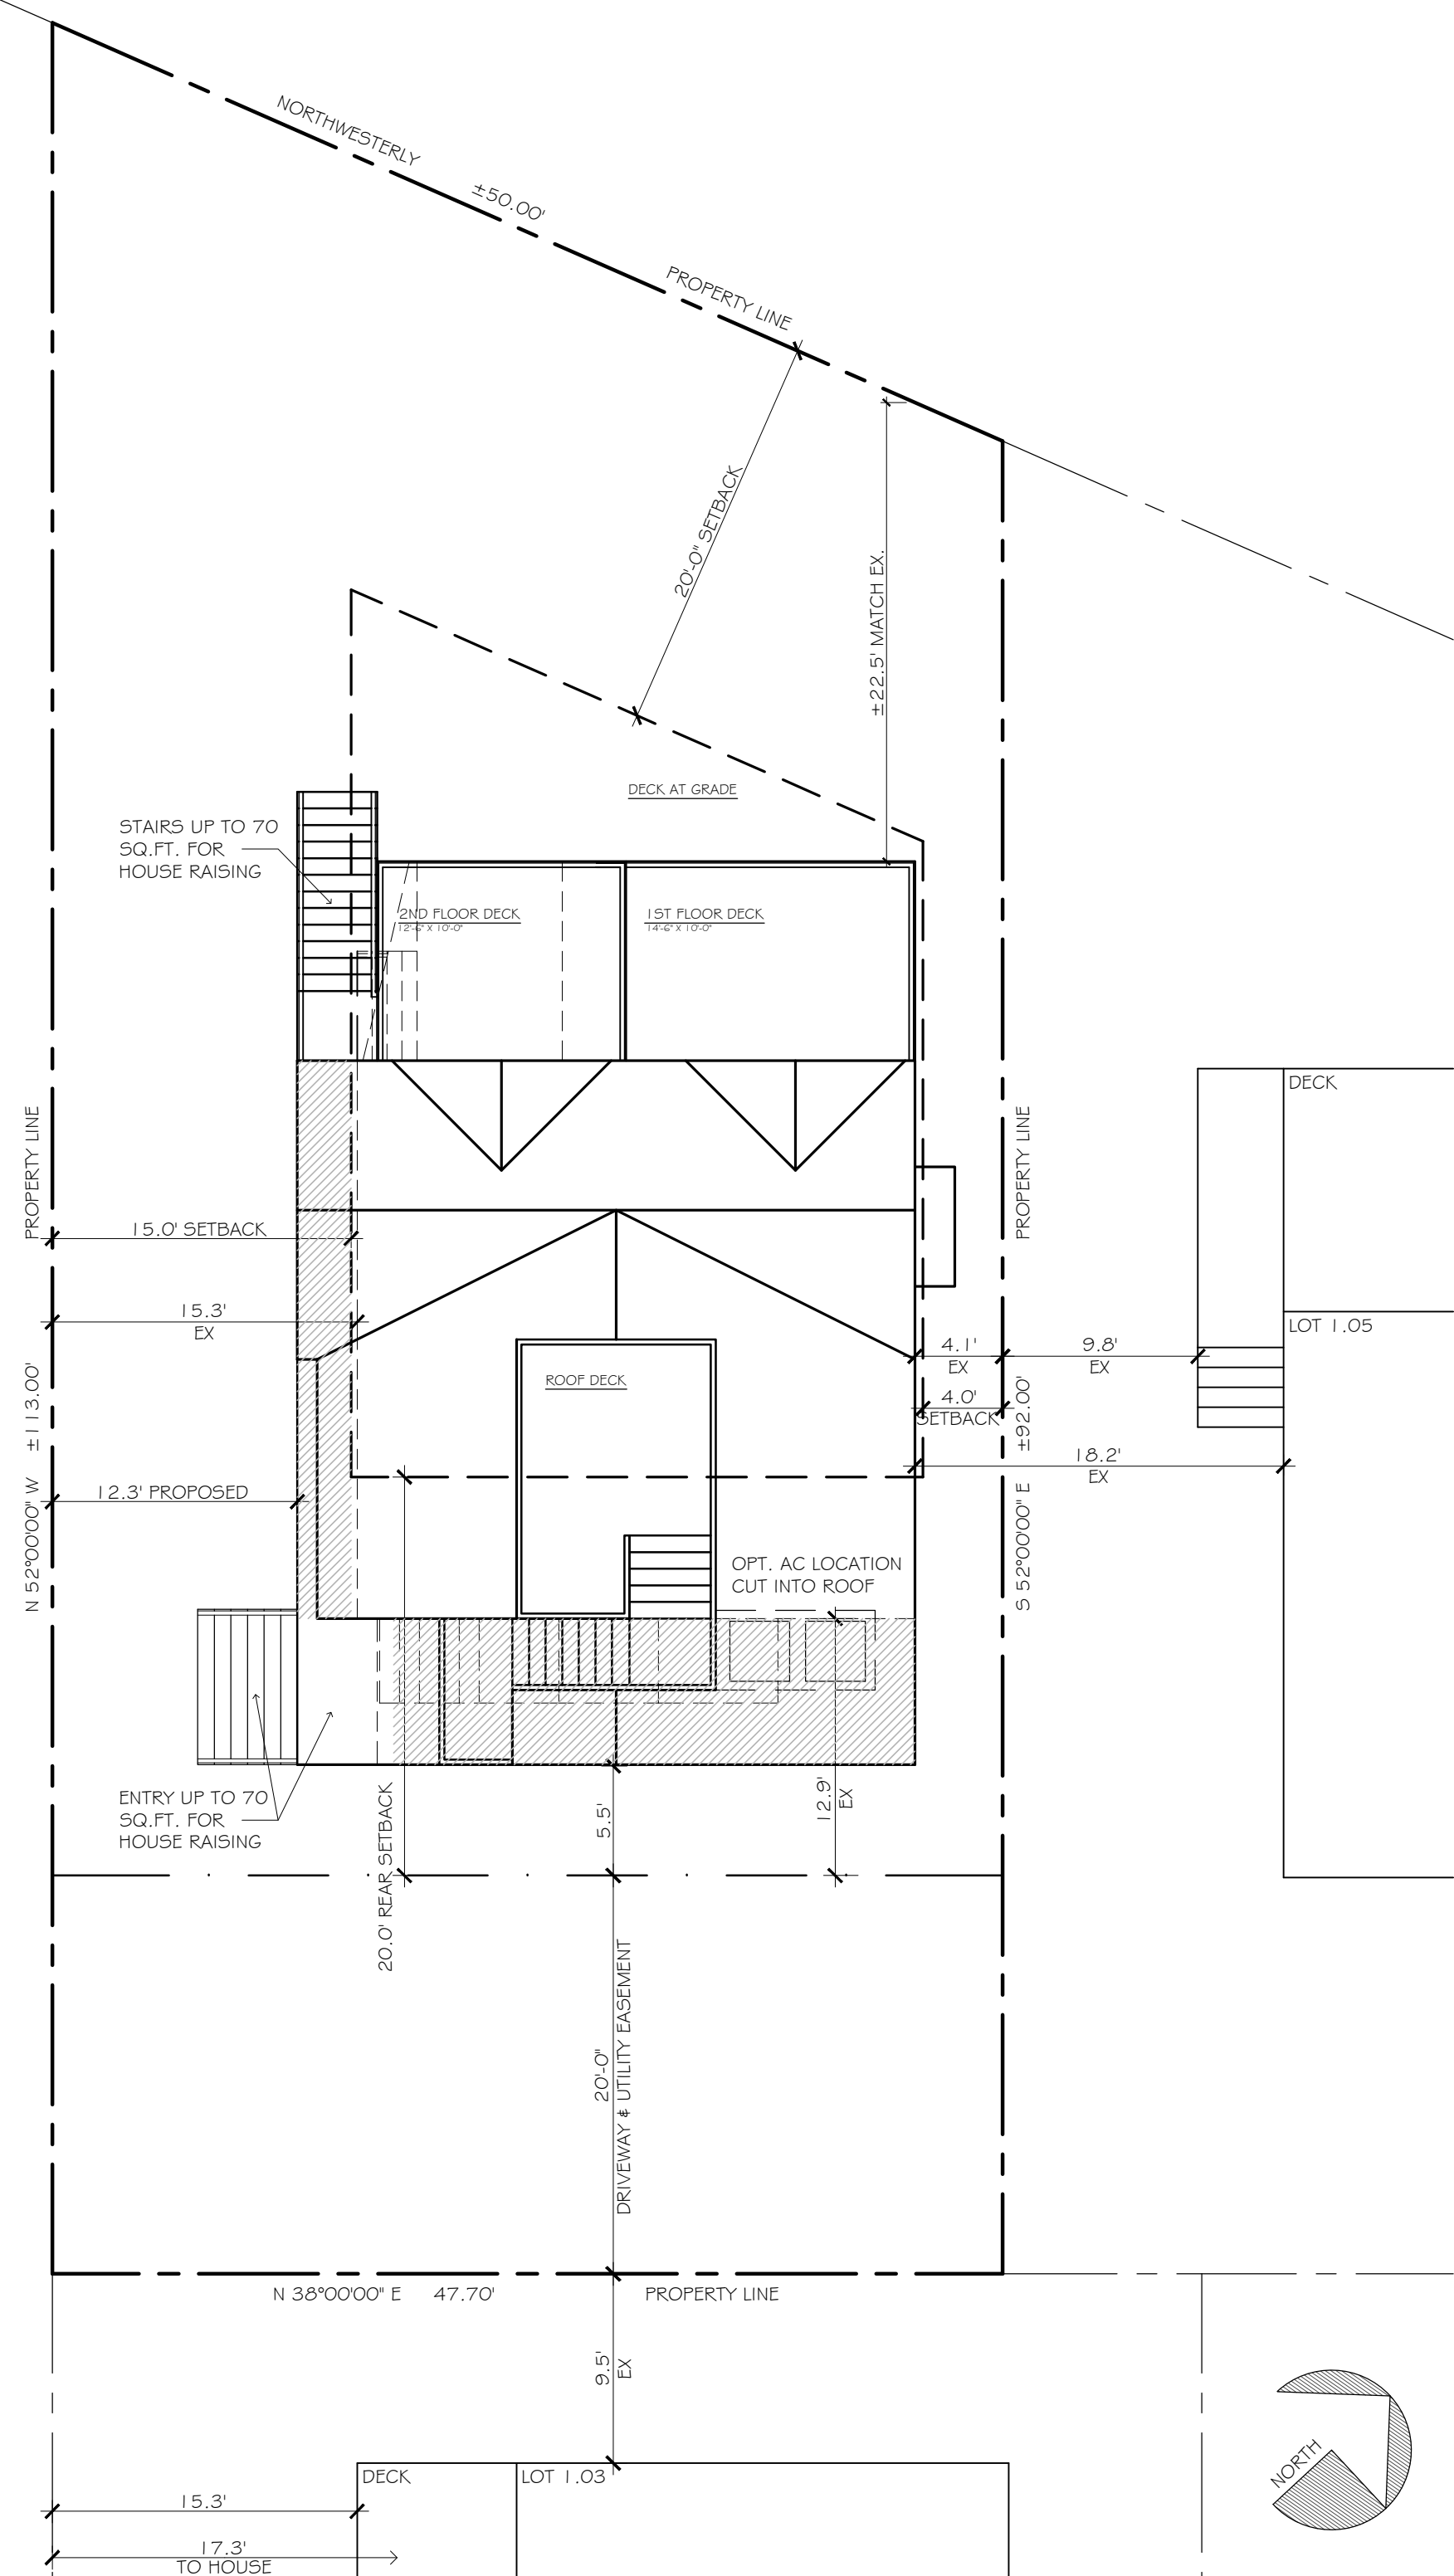 NORTHWESTERLY
±50.00'
PROPERTY LINE
20'-0" SETBACK
±22.5' MATCH EX.
DECK AT GRADE
STAIRS UP TO 70
SQ.FT. FOR
HOUSE RAISING
2ND FLOOR DECK
12'-6" X 10'-0"
1ST FLOOR DECK
14'-6" X 10'-0"
DECK
PROPERTY LINE
PROPERTY LINE
15.0' SETBACK
15.3'
EX
LOT 1.05
4.1'
EX
9.8'
EX
ROOF DECK
4.0'
SETBACK
N 52°00'00" W ±113.00'
S 52°00'00" E ±92.00'
18.2'
EX
12.3' PROPOSED
OPT. AC LOCATION
CUT INTO ROOF
ENTRY UP TO 70
SQ.FT. FOR
HOUSE RAISING
20.0' REAR SETBACK
5.5'
12.9'
EX
20'-0"
DRIVEWAY & UTILITY EASEMENT
N 38°00'00" E 47.70' PROPERTY LINE
9.5'
EX
DECK
LOT 1.03
NORTH
15.3'
17.3'
TO HOUSE